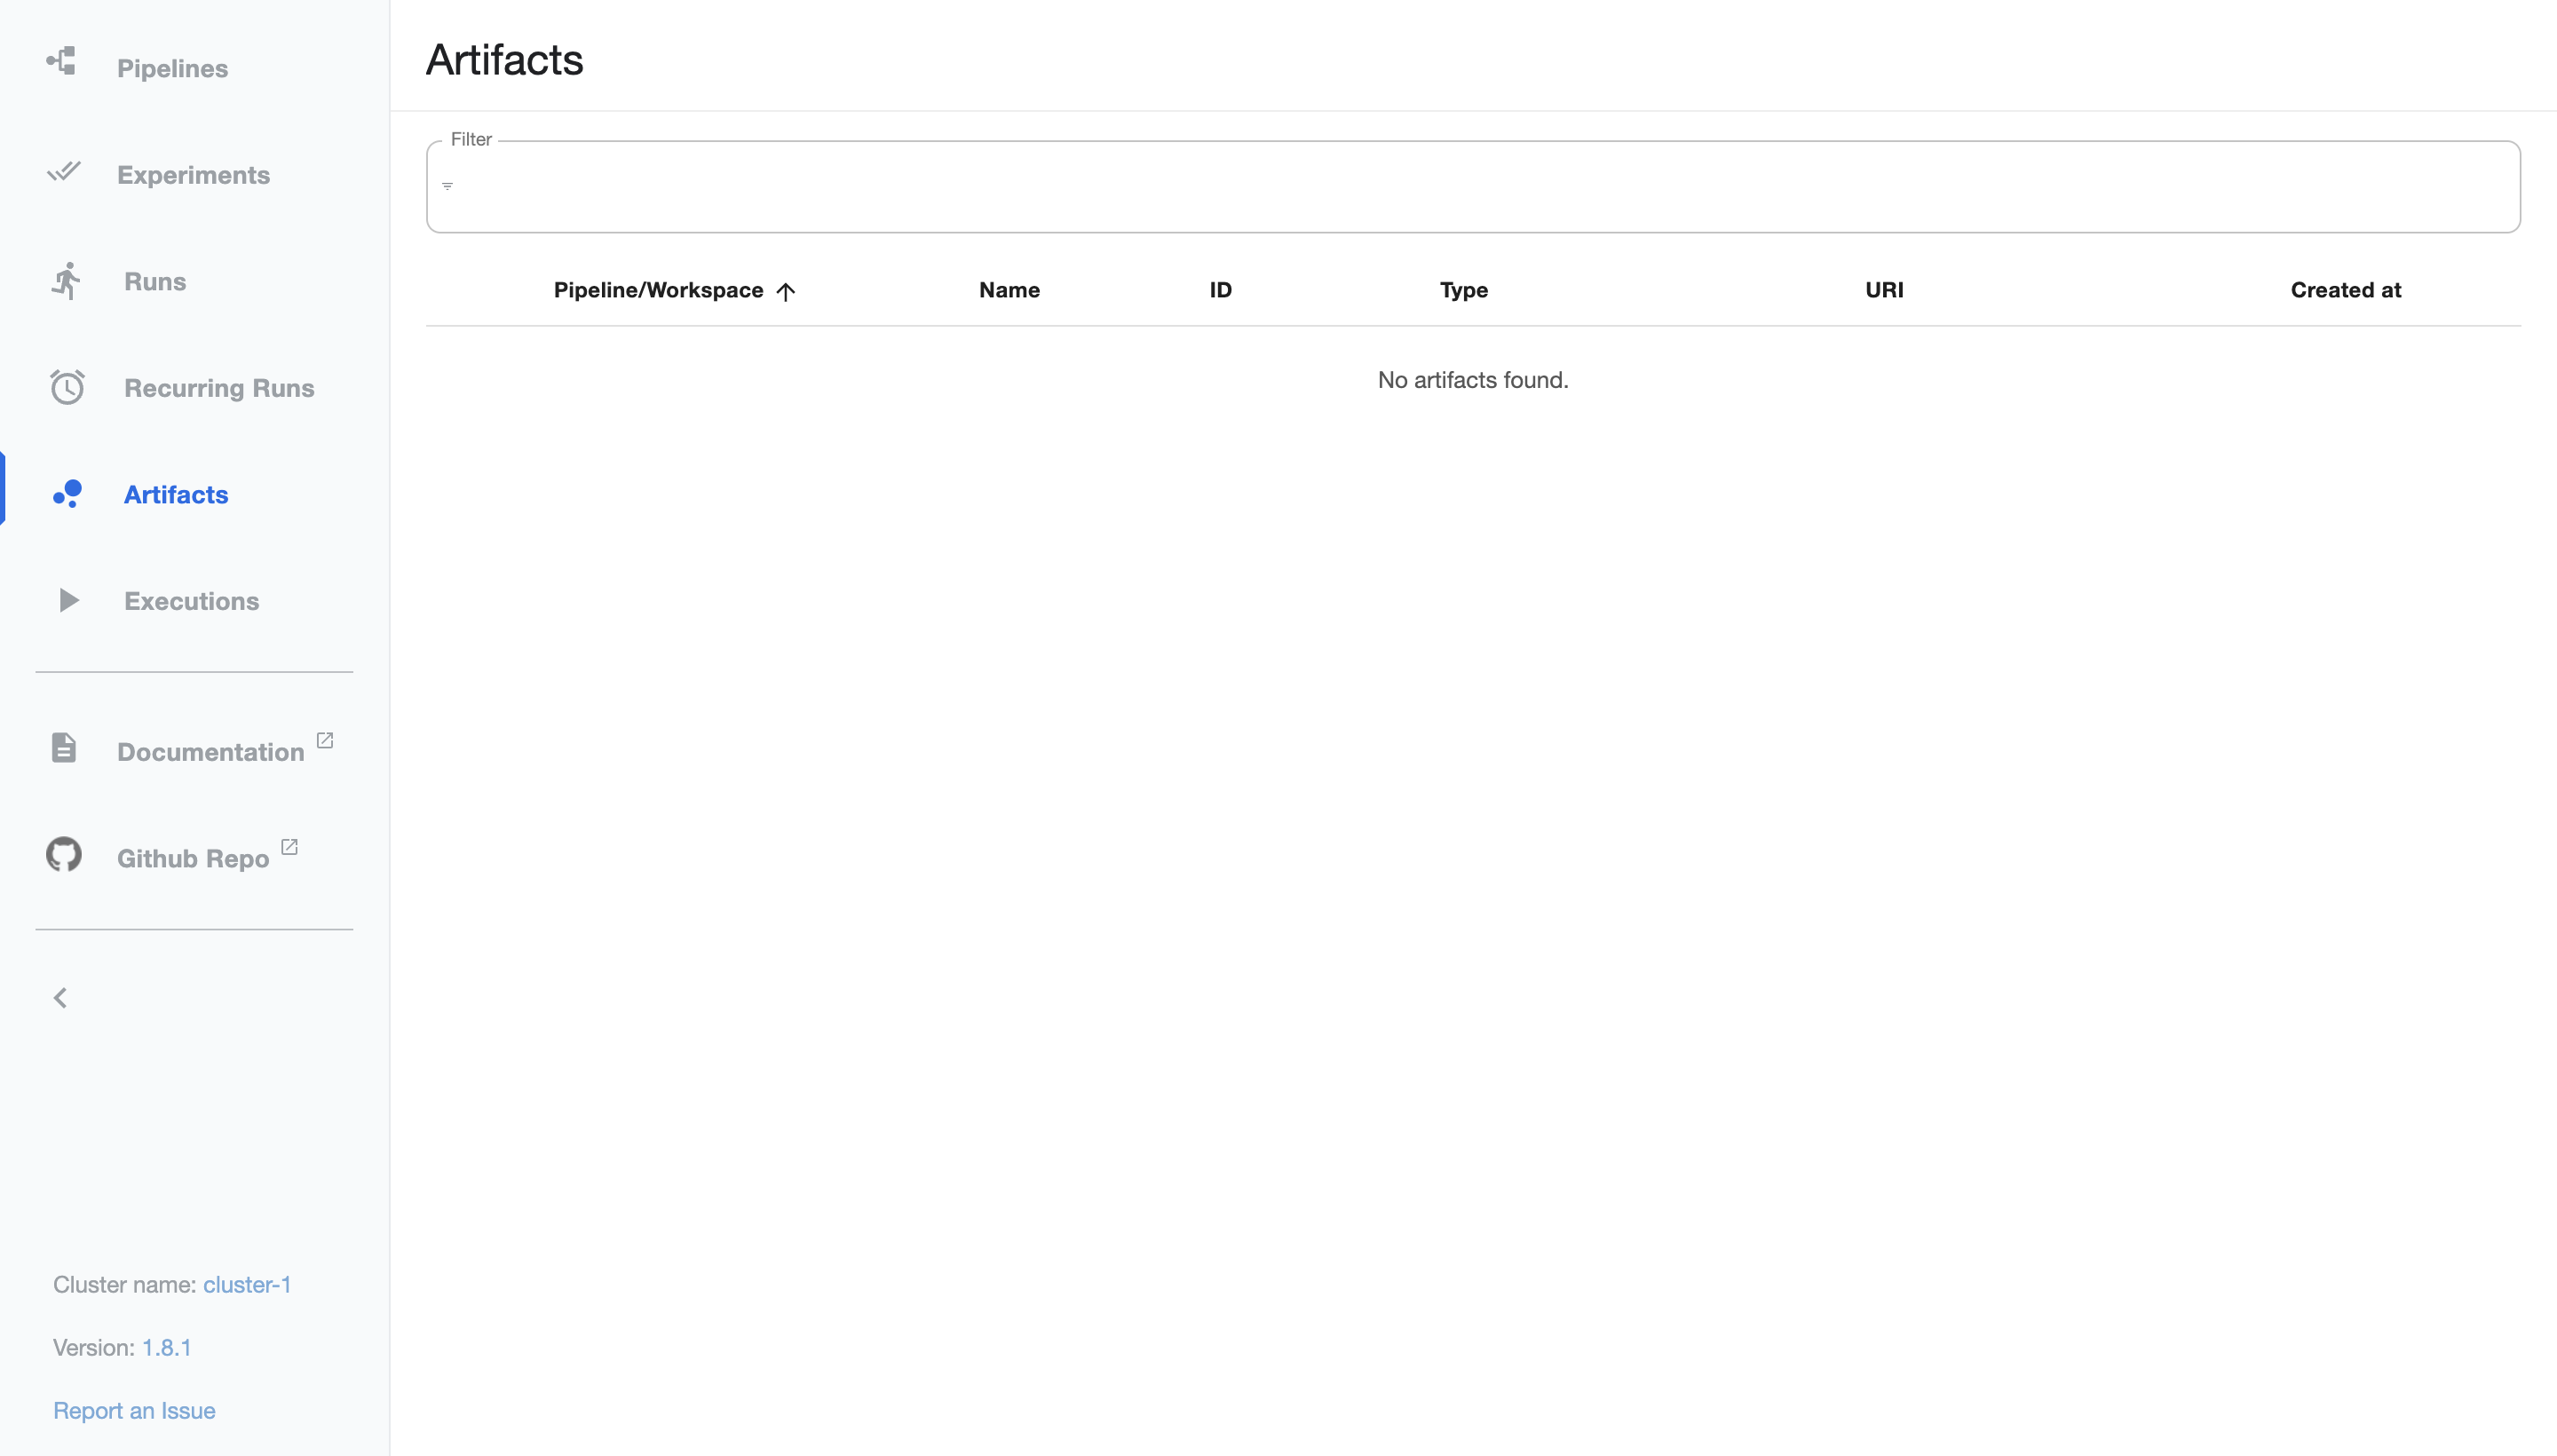 Pipelines
Experiments
Runs
Recurring Runs
Artifacts
Executions
Documentation
Github Repo
Cluster name: cluster-1
Version: 1.8.1
Report an Issue
Artifacts
Filter
Pipeline/Workspace Name ID Type URI Created at
No artifacts found.